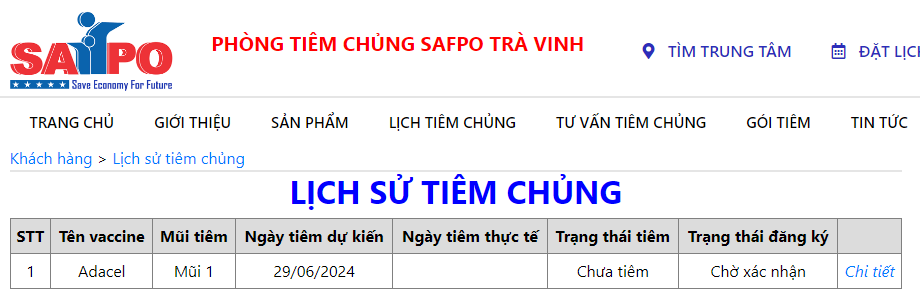 SAFPO
Save Economy For Future
PHÒNG TIÊM CHỦNG SAFPO TRÀ VINH
TÌM TRUNG TÂM
ĐẶT LỊCH
TRANG CHỦ GIỚI THIỆU SẢN PHẨM LỊCH TIÊM CHỦNG TƯ VẤN TIÊM CHỦNG GÓI TIÊM TIN TỨC
Khách hàng > Lịch sử tiêm chủng
LỊCH SỬ TIÊM CHỦNG
STT Tên vaccine Mũi tiêm Ngày tiêm dự kiến Ngày tiêm thực tế Trạng thái tiêm Trạng thái đăng ký
1 Adacel Mũi 1 29/06/2024 Chưa tiêm Chờ xác nhận Chi tiết